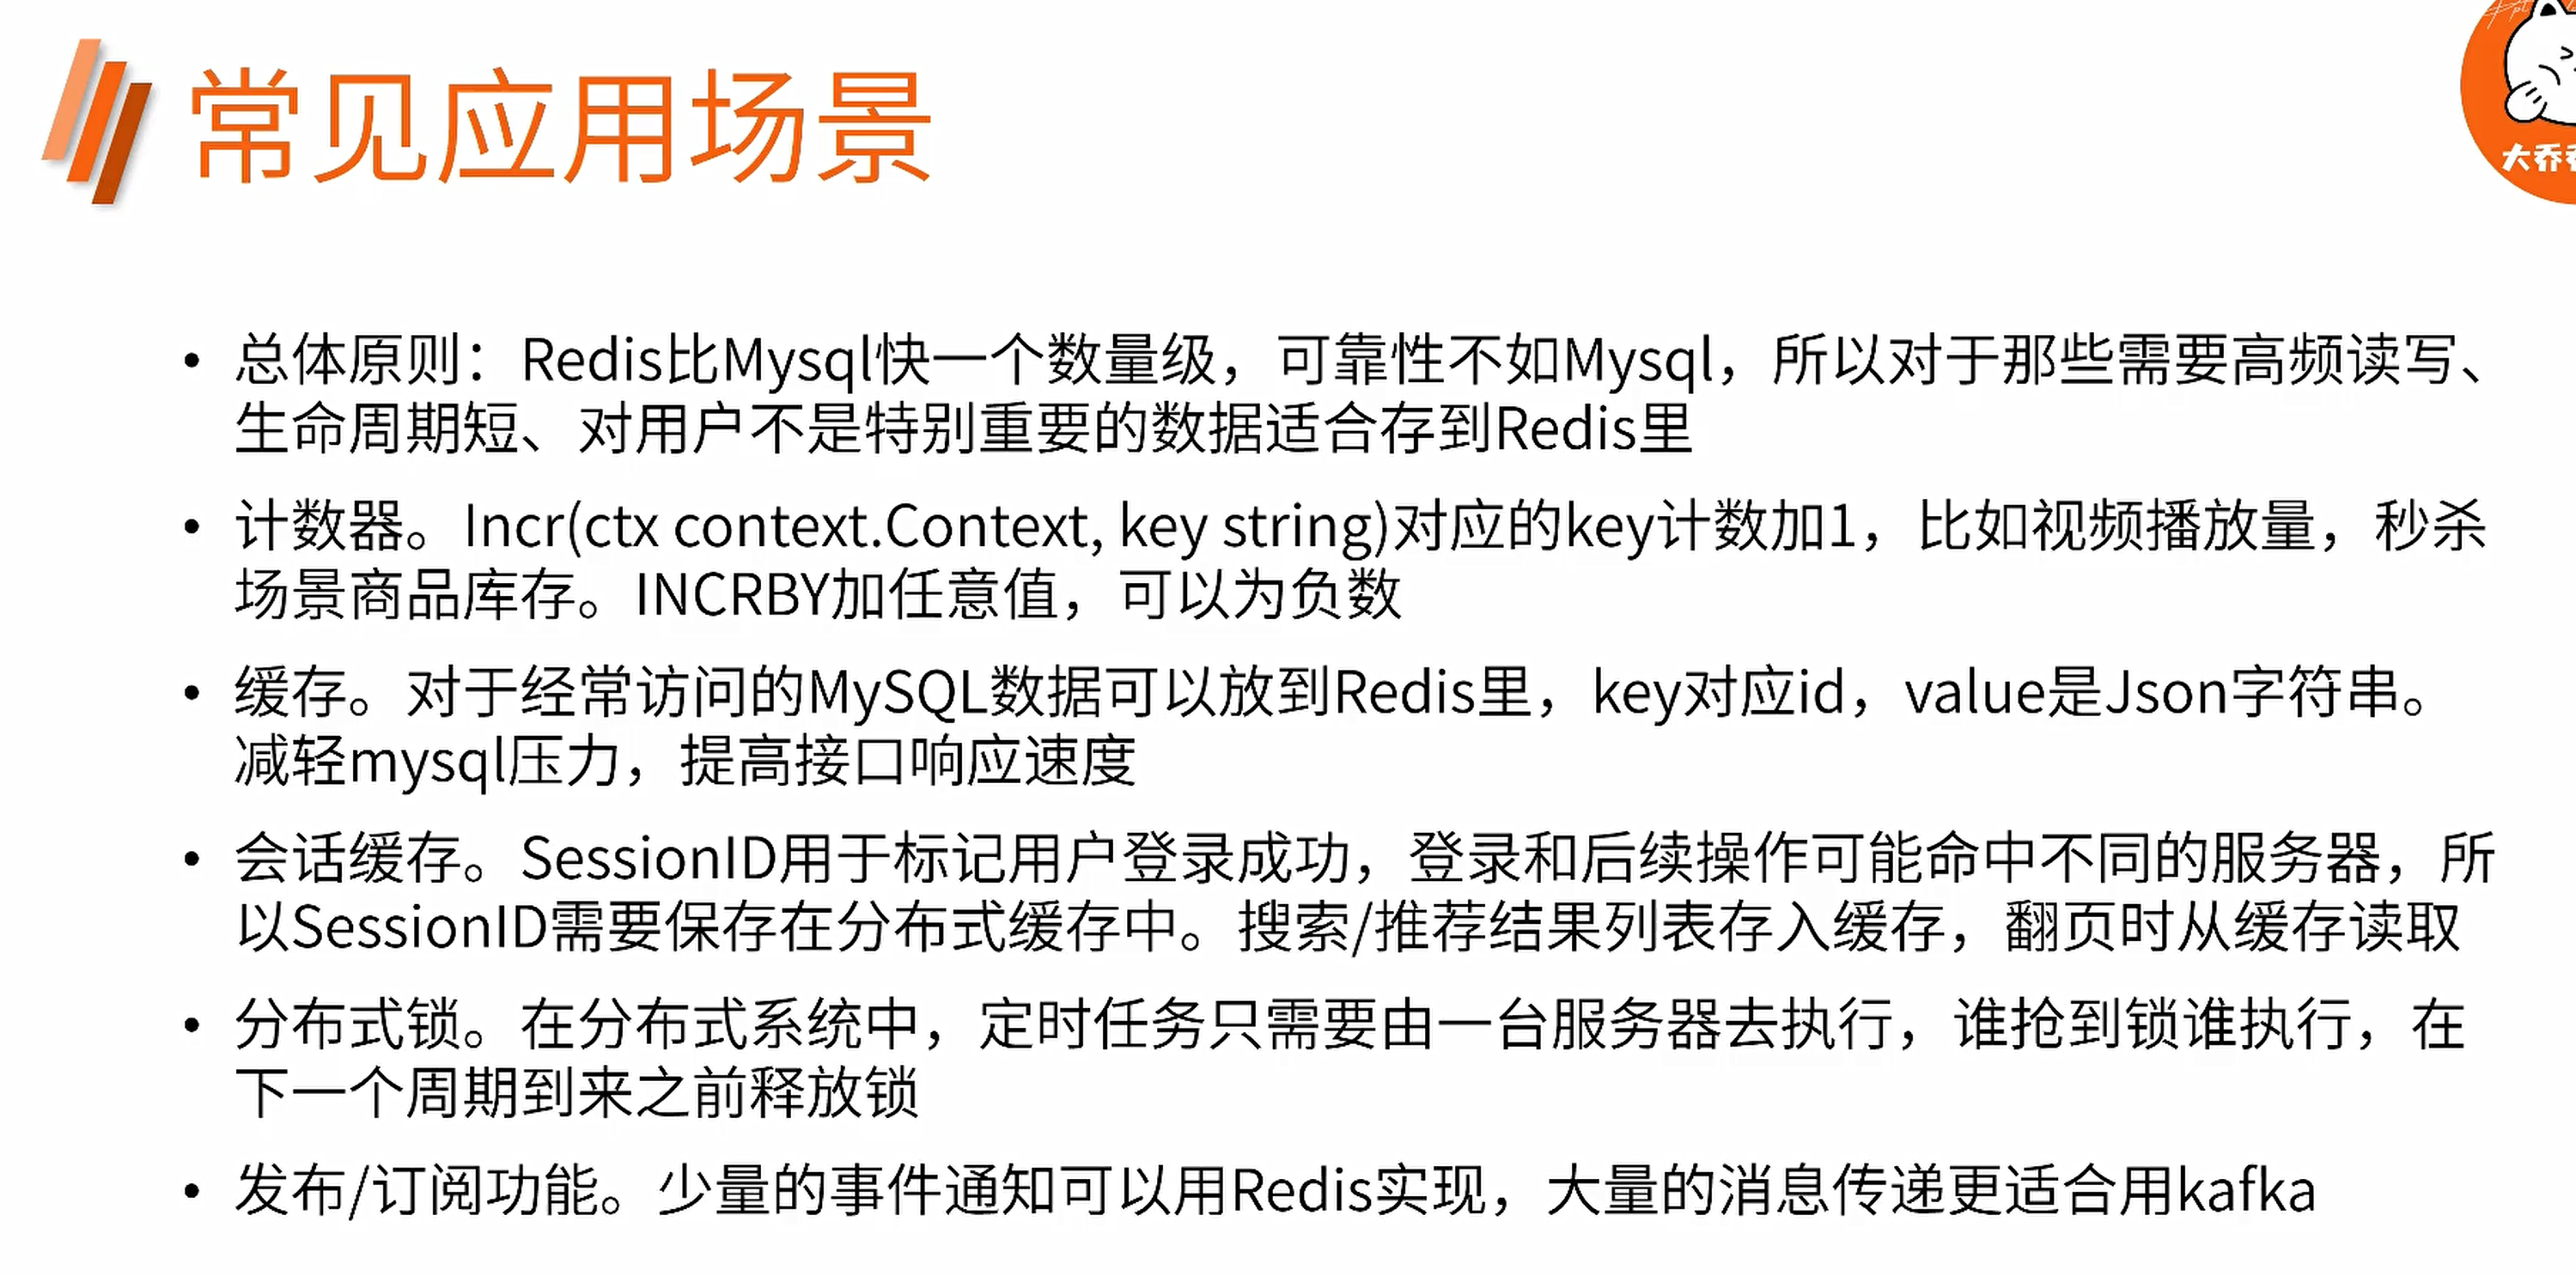 常见应用场景
大乔
• 总体原则：Redis比Mysql快一个数量级，可靠性不如Mysql，所以对于那些需要高频读写、
生命周期短、对用户不是特别重要的数据适合存到Redis里
• 计数器。Incr(ctx context.Context, key string)对应的key计数加1，比如视频播放量，秒杀
场景商品库存。INCRBY加任意值，可以为负数
• 缓存。对于经常访问的MySQL数据可以放到Redis里，key对应id，value是Json字符串。
减轻mysql压力，提高接口响应速度
• 会话缓存。SessionID用于标记用户登录成功，登录和后续操作可能命中不同的服务器，所
以SessionID需要保存在分布式缓存中。搜索/推荐结果列表存入缓存，翻页时从缓存读取
• 分布式锁。在分布式系统中，定时任务只需要由一台服务器去执行，谁抢到锁谁执行，在
下一个周期到来之前释放锁
• 发布/订阅功能。少量的事件通知可以用Redis实现，大量的消息传递更适合用kafka